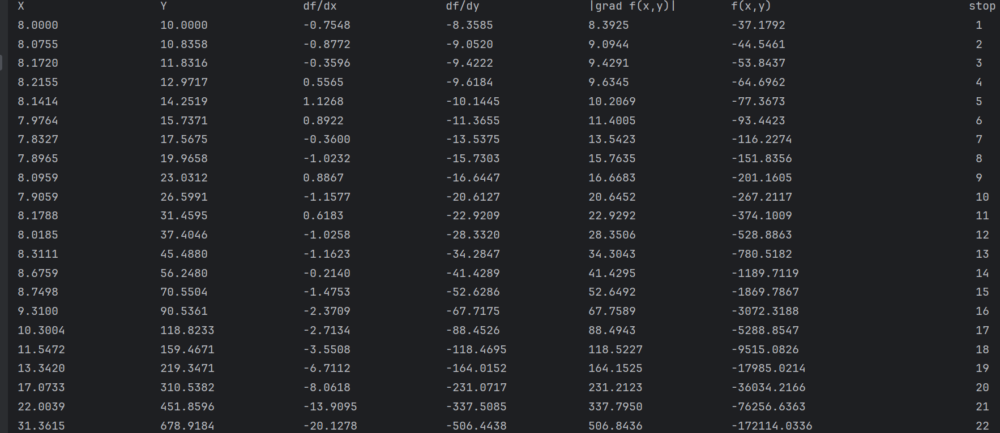 X Y df/dx df/dy |grad f(x,y)| f(x,y) stop
8.0000 10.0000 -0.7548 -8.3585 8.3925 -37.1792 1
8.0755 10.8358 -0.8772 -9.0520 9.0944 -44.5461 2
8.1720 11.8316 -0.3596 -9.4222 9.4291 -53.8437 3
8.2155 12.9717 0.5565 -9.6184 9.6345 -64.6962 4
8.1414 14.2519 1.1268 -10.1445 10.2069 -77.3673 5
7.9764 15.7371 0.8922 -11.3655 11.4005 -93.4423 6
7.8327 17.5675 -0.3600 -13.5375 13.5423 -116.2274 7
7.8965 19.9658 -1.0232 -15.7303 15.7635 -151.8356 8
8.0959 23.0312 0.8867 -16.6447 16.6683 -201.1605 9
7.9059 26.5991 -1.1577 -20.6127 20.6452 -267.2117 10
8.1788 31.4595 0.6183 -22.9209 22.9292 -374.1009 11
8.0185 37.4046 -1.0258 -28.3320 28.3506 -528.8863 12
8.3111 45.4880 -1.1623 -34.2847 34.3043 -780.5182 13
8.6759 56.2480 -0.2140 -41.4289 41.4295 -1189.7119 14
8.7498 70.5504 -1.4753 -52.6286 52.6492 -1869.7867 15
9.3100 90.5361 -2.3709 -67.7175 67.7589 -3072.3188 16
10.3004 118.8233 -2.7134 -88.4526 88.4943 -5288.8547 17
11.5472 159.4671 -3.5508 -118.4695 118.5227 -9515.0826 18
13.3420 219.3471 -6.7112 -164.0152 164.1525 -17985.0214 19
17.0733 310.5382 -8.0618 -231.0717 231.2123 -36034.2166 20
22.0039 451.8596 -13.9095 -337.5085 337.7950 -76256.6363 21
31.3615 678.9184 -20.1278 -506.4438 506.8436 -172114.0336 22